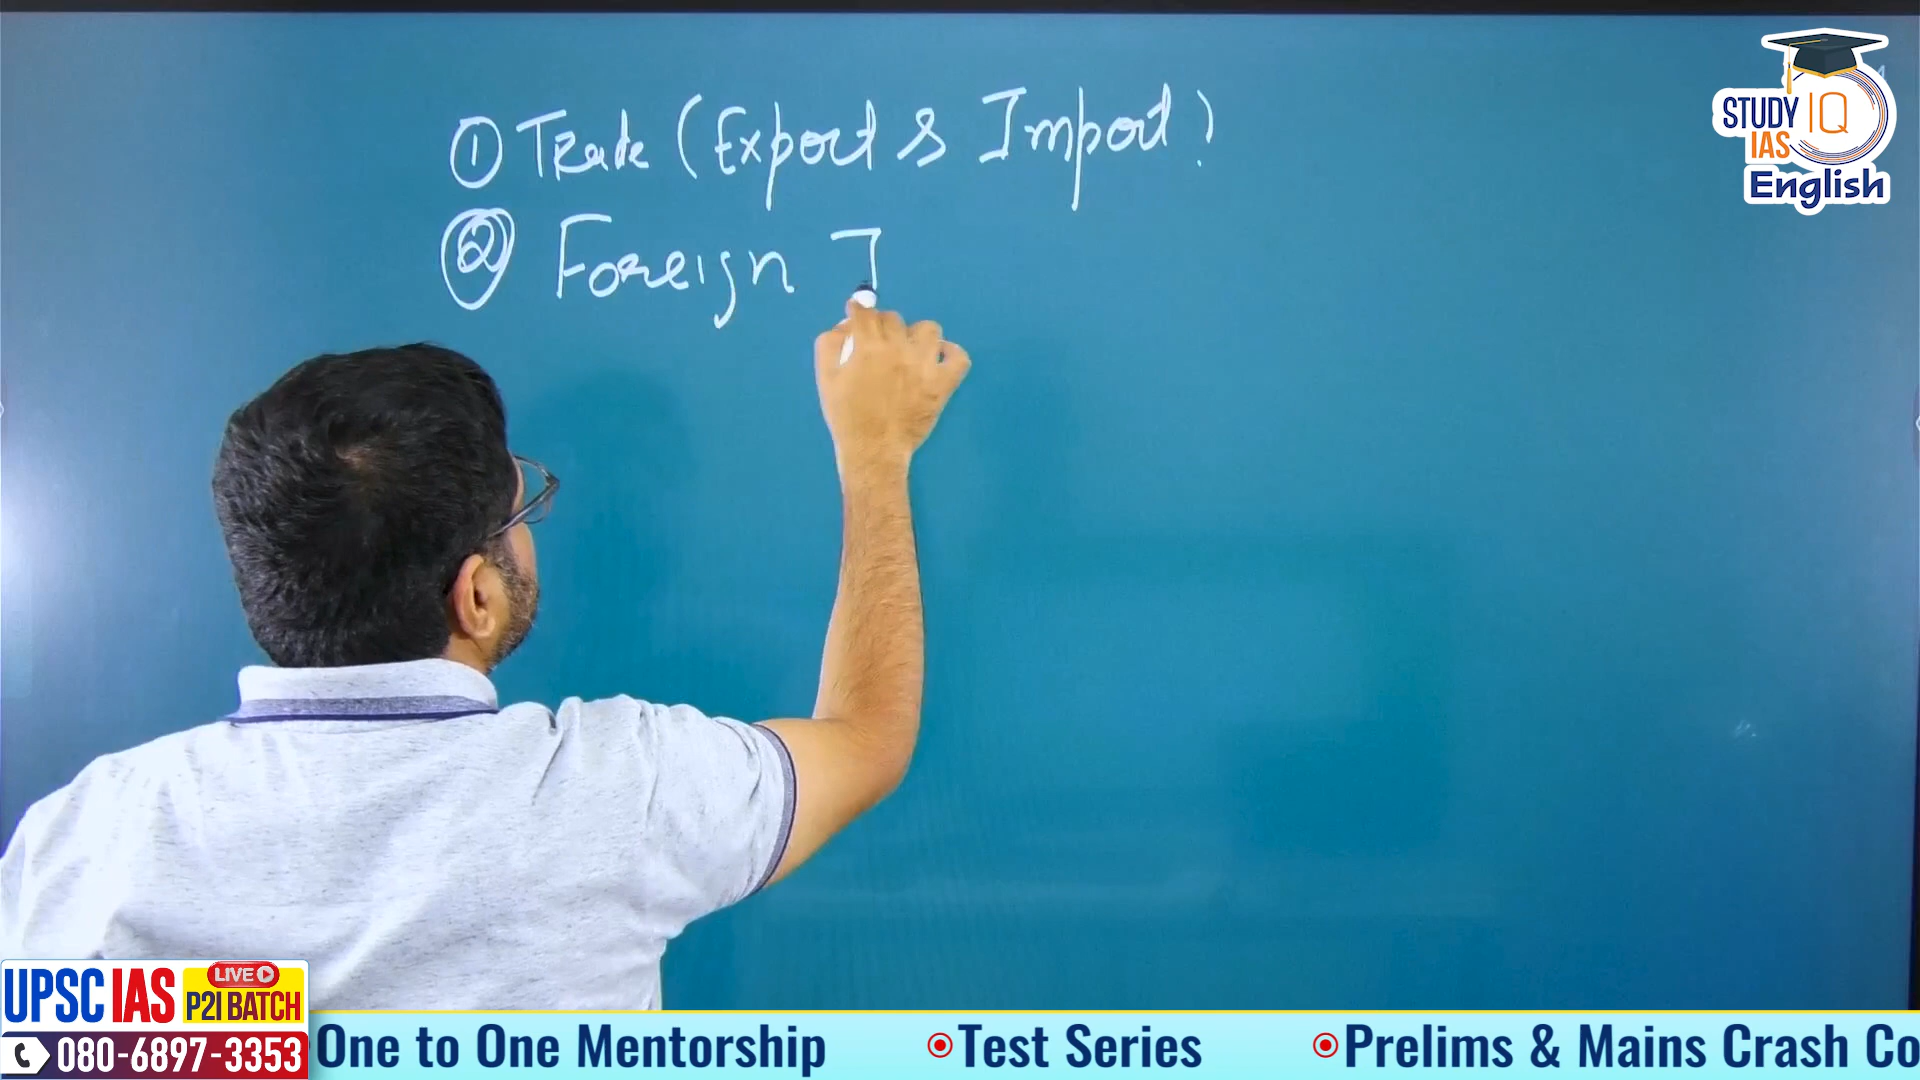 ① Trade (Export & Import)
② Foreign I
STUDY IQ
IAS
English
UPSC IAS LIVE
P2I BATCH
080-6897-3353
One to One Mentorship Test Series Prelims & Mains Crash Co